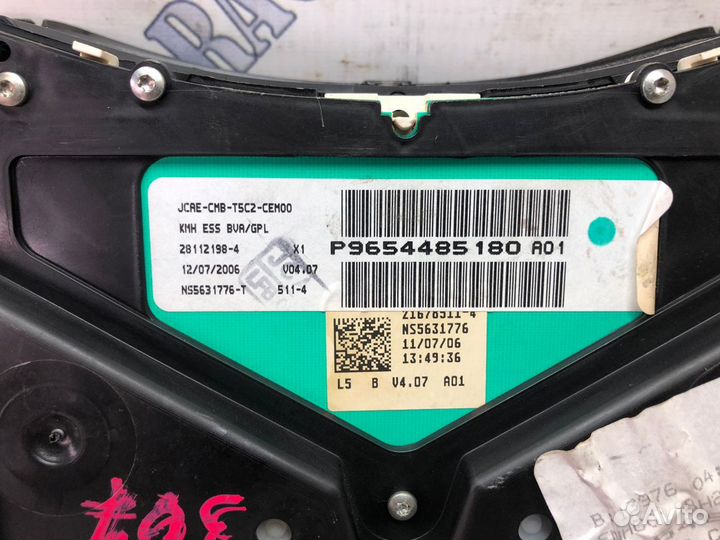 RAC
JCAE-CMB-T5C2-CEM00
KMH ESS BVA/GPL
28112198-4 X1
12/07/2006 V04.07
NS5631776-T 511-4
P9654485180 A01
21678511-4
NS5631776
11/07/06
13:49:36
L5 B V4.07 A01
307
Avito